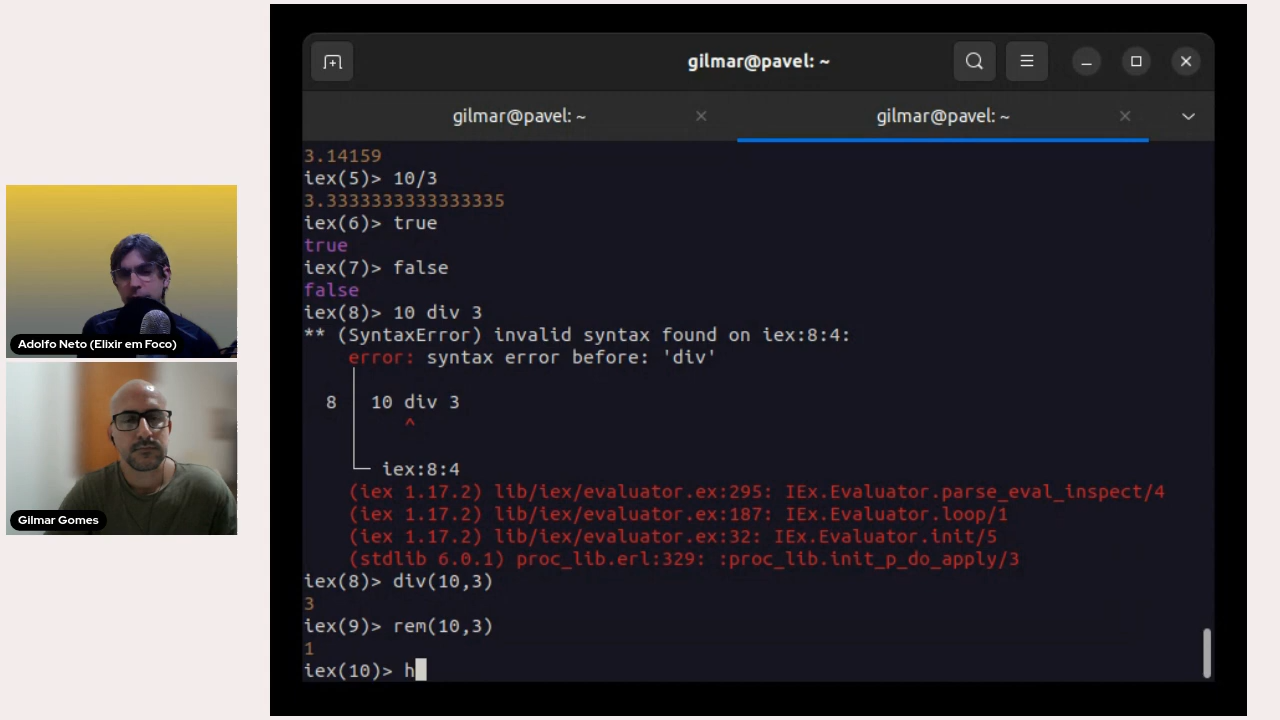 gilmar@pavel: ~
gilmar@pavel: ~
gilmar@pavel: ~
3.14159
iex(5)> 10/3
3.3333333333333335
iex(6)> true
true
iex(7)> false
false
iex(8)> 10 div 3
** (SyntaxError) invalid syntax found on iex:8:4:
error: syntax error before: 'div'
8 │ 10 div 3
^
└─ iex:8:4
(iex 1.17.2) lib/iex/evaluator.ex:295: IEx.Evaluator.parse_eval_inspect/4
(iex 1.17.2) lib/iex/evaluator.ex:187: IEx.Evaluator.loop/1
(iex 1.17.2) lib/iex/evaluator.ex:32: IEx.Evaluator.init/5
(stdlib 6.0.1) proc_lib.erl:329: :proc_lib.init_p_do_apply/3
iex(8)> div(10,3)
3
iex(9)> rem(10,3)
1
iex(10)> h
Adolfo Neto (Elixir em Foco)
Gilmar Gomes